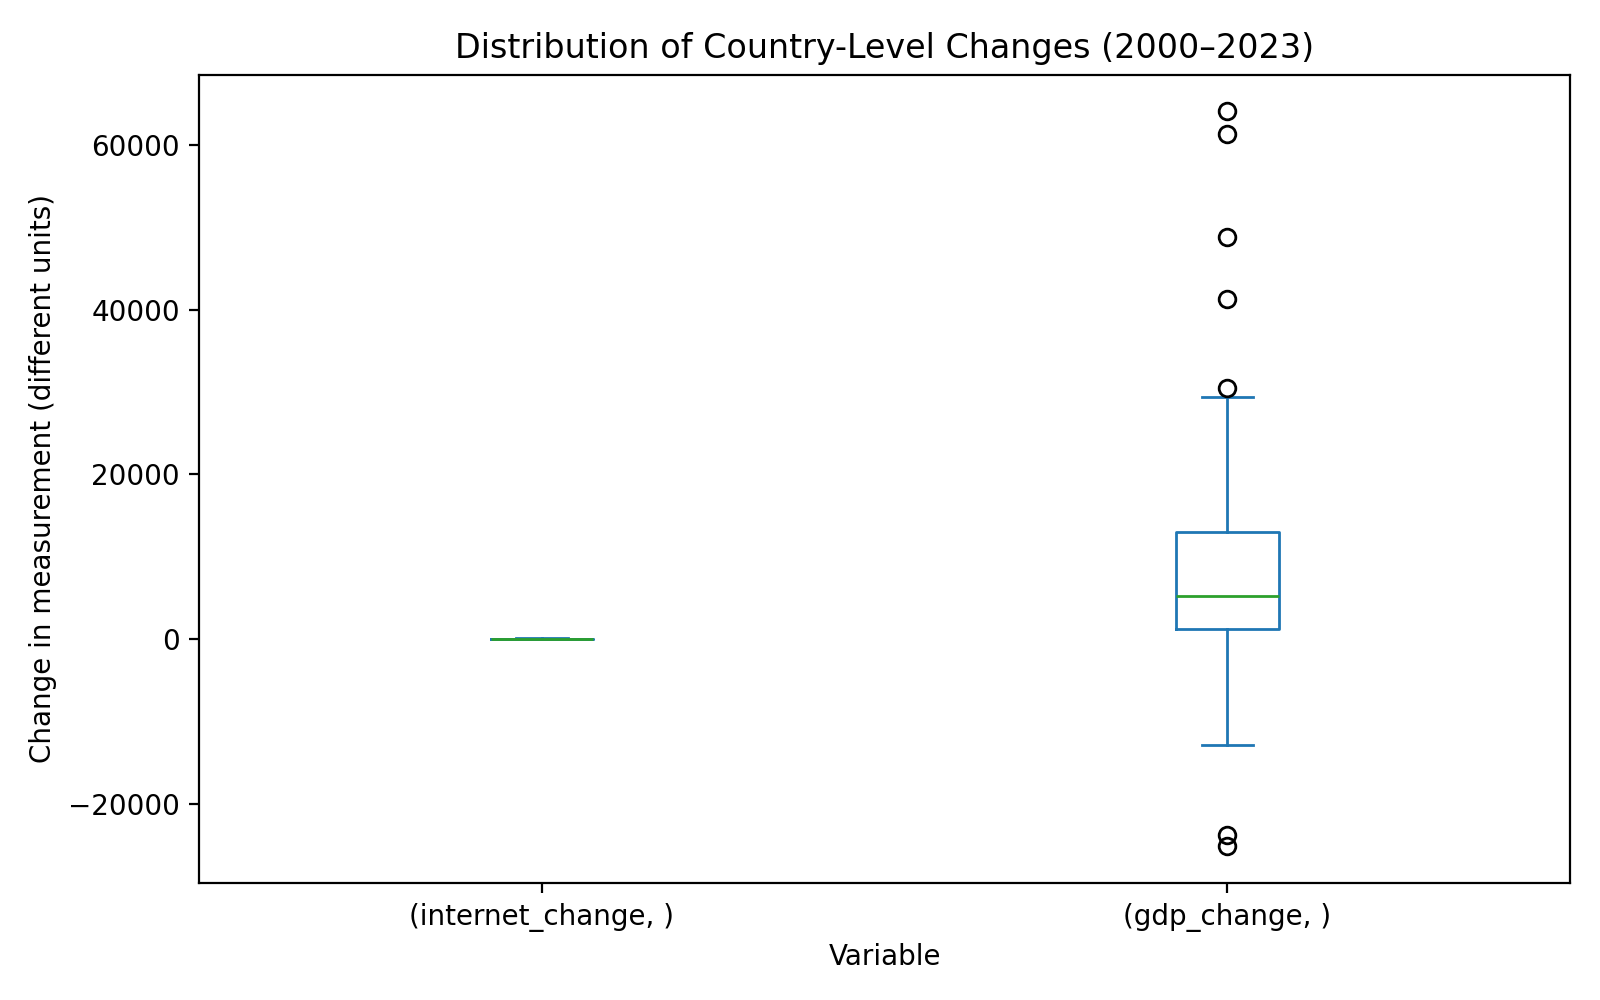 Distribution of Country-Level Changes (2000–2023)
Change in measurement (different units)
60000
40000
20000
0
−20000
(internet_change, )
(gdp_change, )
Variable